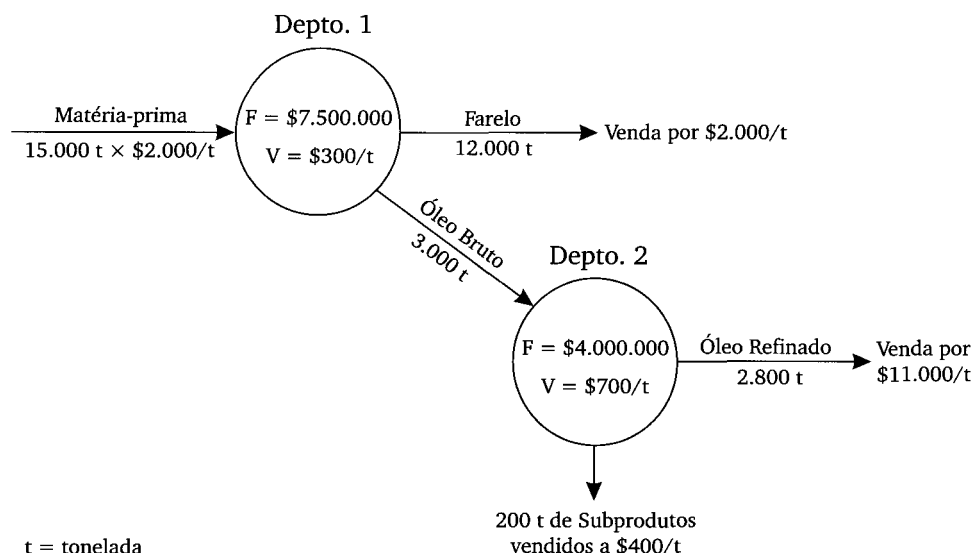 Depto. 1
Matéria-prima
15.000 t × $2.000/t
F = $7.500.000
V = $300/t
Farelo
12.000 t
Venda por $2.000/t
Óleo Bruto
3.000 t
Depto. 2
F = $4.000.000
V = $700/t
Óleo Refinado
2.800 t
Venda por
$11.000/t
200 t de Subprodutos
vendidos a $400/t
t = tonelada